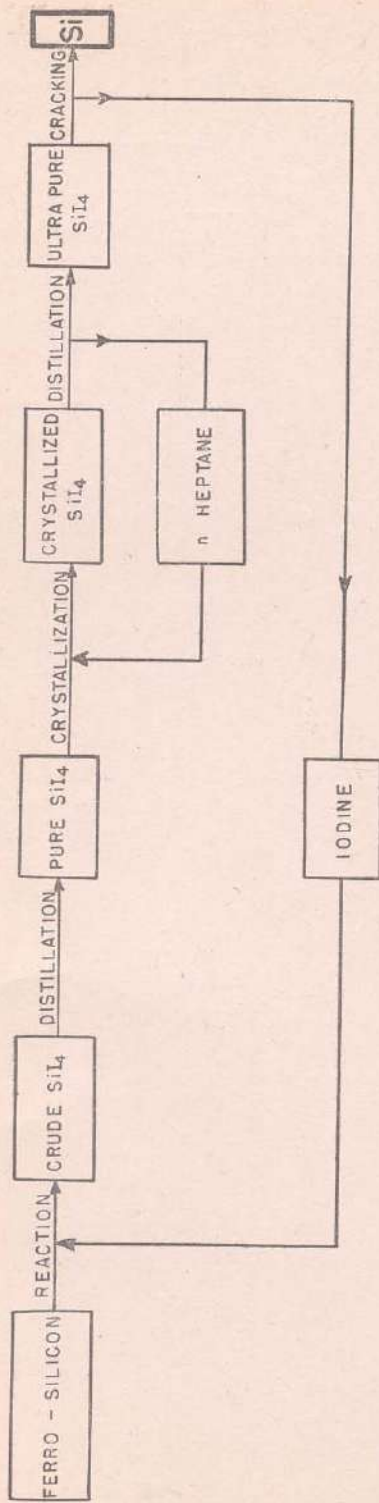 FERRO - SILICON
REACTION
CRUDE SiI4
DISTILLATION
PURE SiI4
CRYSTALLIZATION
CRYSTALLIZED
SiI4
DISTILLATION
ULTRA PURE
SiI4
CRACKING
Si
n HEPTANE
IODINE